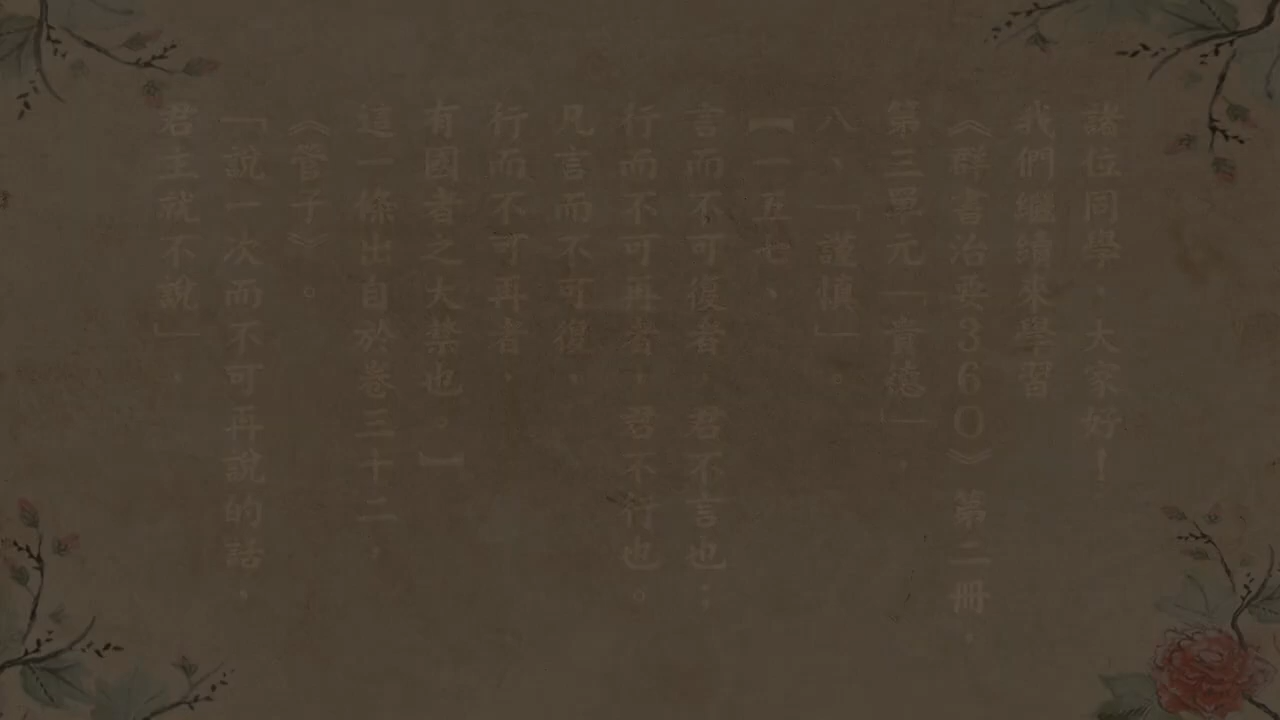 諸位同學,大家好!
我們繼續來學習
《群書治要360》第二冊,
第三單元「貴德」,
八、「謹慎」。
【一五七、
言而不可復者,君不言也;
行而不可再者,君不行也。
凡言而不可復,
行而不可再者,
有國者之大禁也。】
這一條出自於卷三十二,
《管子》。
「說一次而不可再說的話,
君主就不說」,